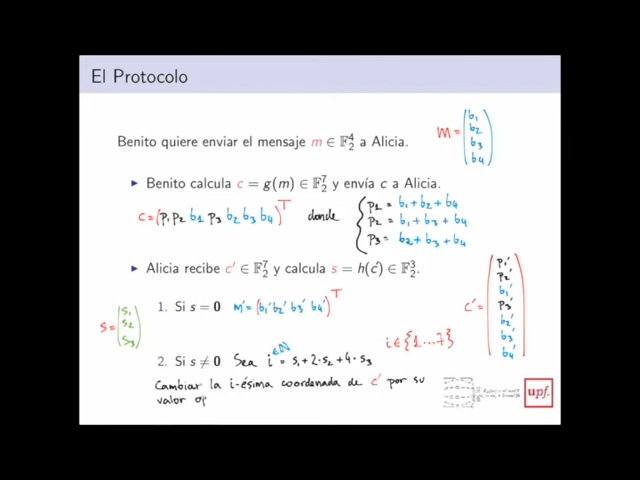 El Protocolo
Benito quiere enviar el mensaje m ∈ 𝔽₂⁴ a Alicia.
m = (b₁ b₂ b₃ b₄)
▶ Benito calcula c = g(m) ∈ 𝔽₂⁷ y envía c a Alicia.
c = (p₁ p₂ b₁ p₃ b₂ b₃ b₄)ᵀ donde
p₁ = b₁ + b₂ + b₄
p₂ = b₁ + b₃ + b₄
p₃ = b₂ + b₃ + b₄
▶ Alicia recibe c' ∈ 𝔽₂⁷ y calcula s = h(c') ∈ 𝔽₂³.
c' = (p₁' p₂' b₁' p₃' b₂' b₃' b₄')
1. Si s = 0 m' = (b₁' b₂' b₃' b₄')ᵀ
s = (s₁ s₂ s₃)
2. Si s ≠ 0 Sea i ∈ ℕ = s₁ + 2·s₂ + 4·s₃
i ∈ {1...7}
Cambiar la i-ésima coordenada de c' por su
valor op
upf.